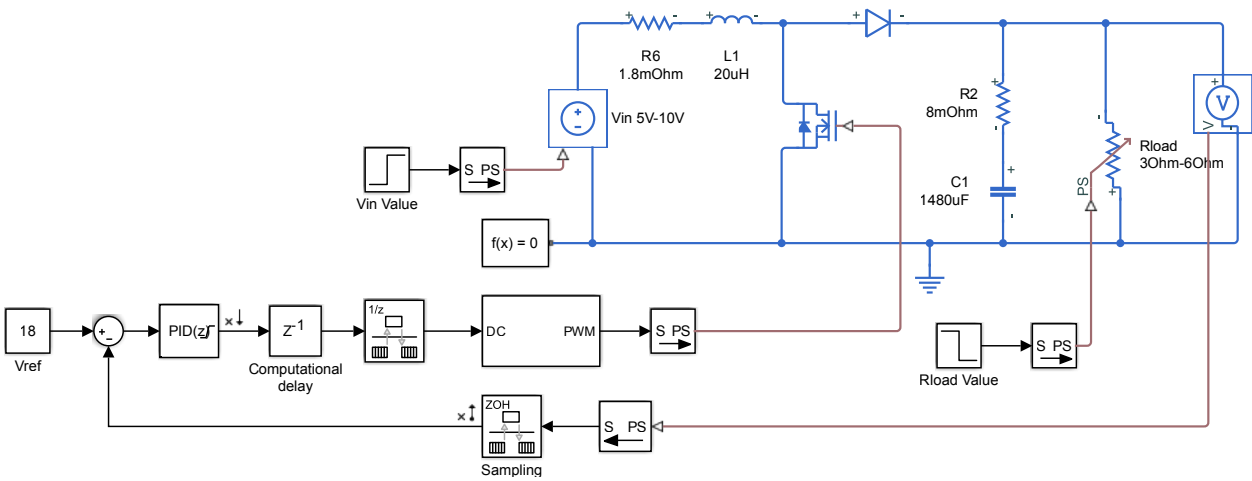 R6
1.8mOhm
L1
20uH
Vin 5V-10V
R2
8mOhm
V
V
Rload
3Ohm-6Ohm
PS
S PS
Vin Value
C1
1480uF
f(x) = 0
18
Vref
PID(z)
Z-1
Computational
delay
1/z
DC
PWM
S PS
Rload Value
S PS
ZOH
Sampling
S PS